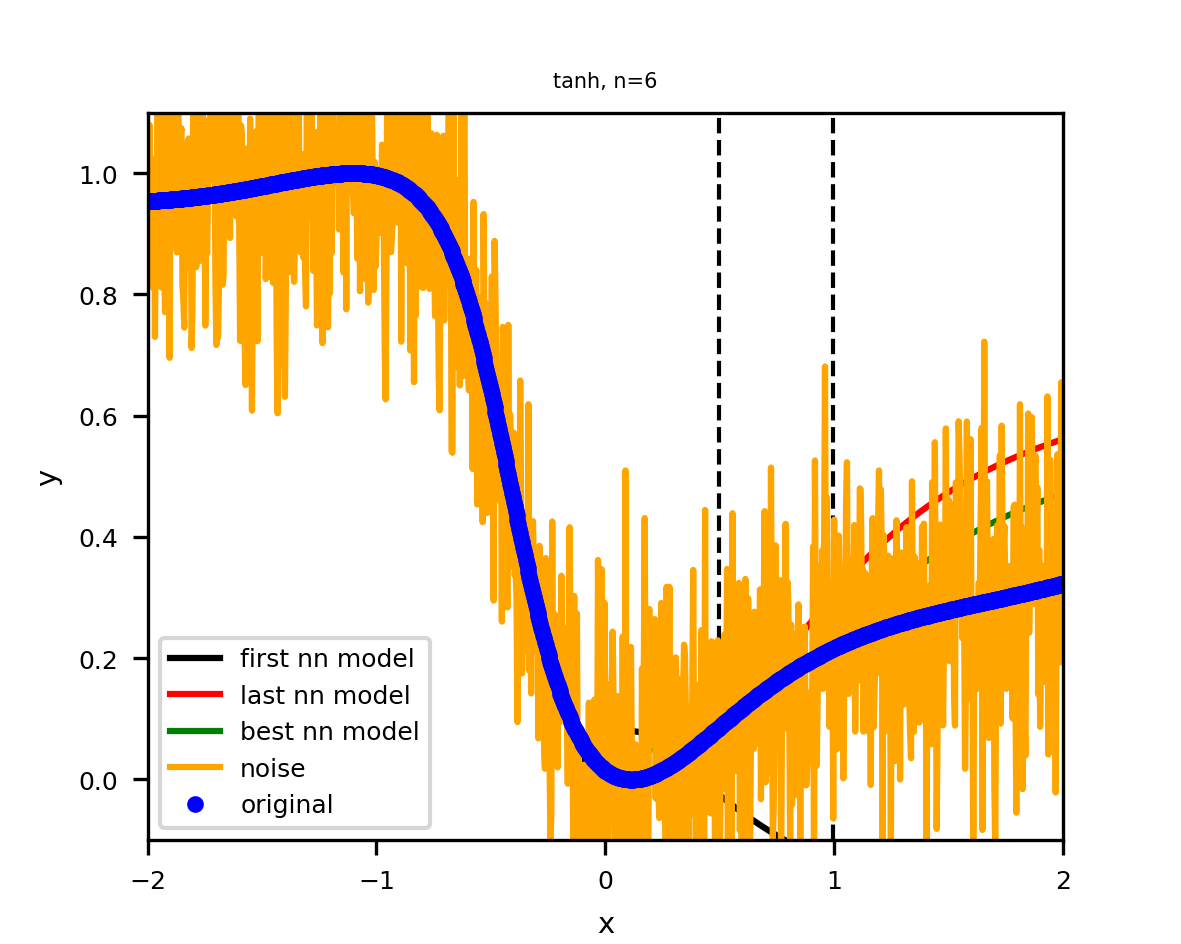 tanh, n=6
1.0
0.8
0.6
0.4
0.2
0.0
y
first nn model
last nn model
best nn model
noise
original
−2
−1
0
1
2
x